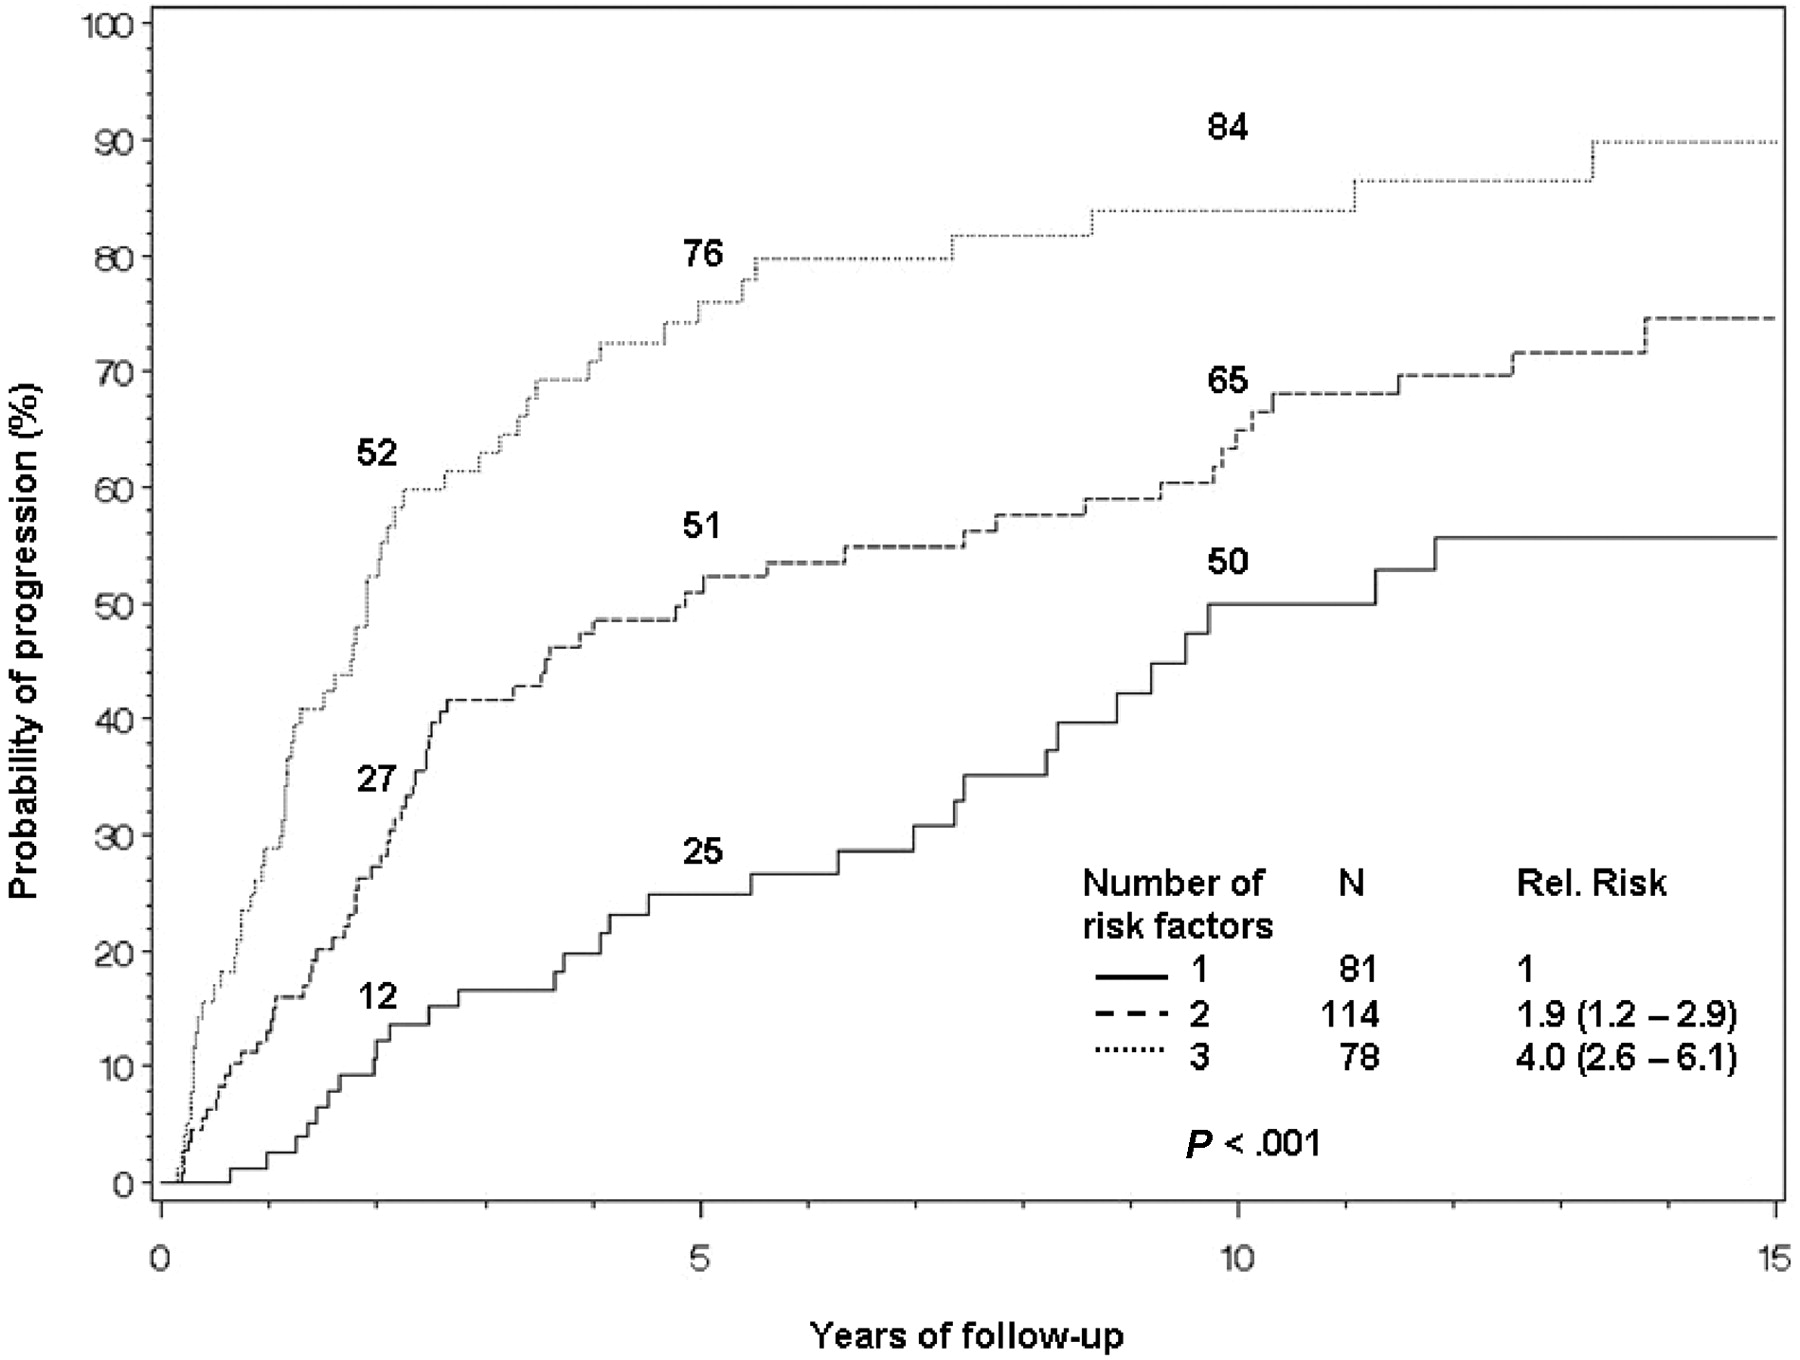 100
90
80
70
60
50
40
30
20
10
0
Probability of progression (%)
84
76
65
52
51
50
27
25
12
Number of risk factors N Rel. Risk
1 81 1
2 114 1.9 (1.2 – 2.9)
3 78 4.0 (2.6 – 6.1)
P < .001
0 5 10 15
Years of follow-up